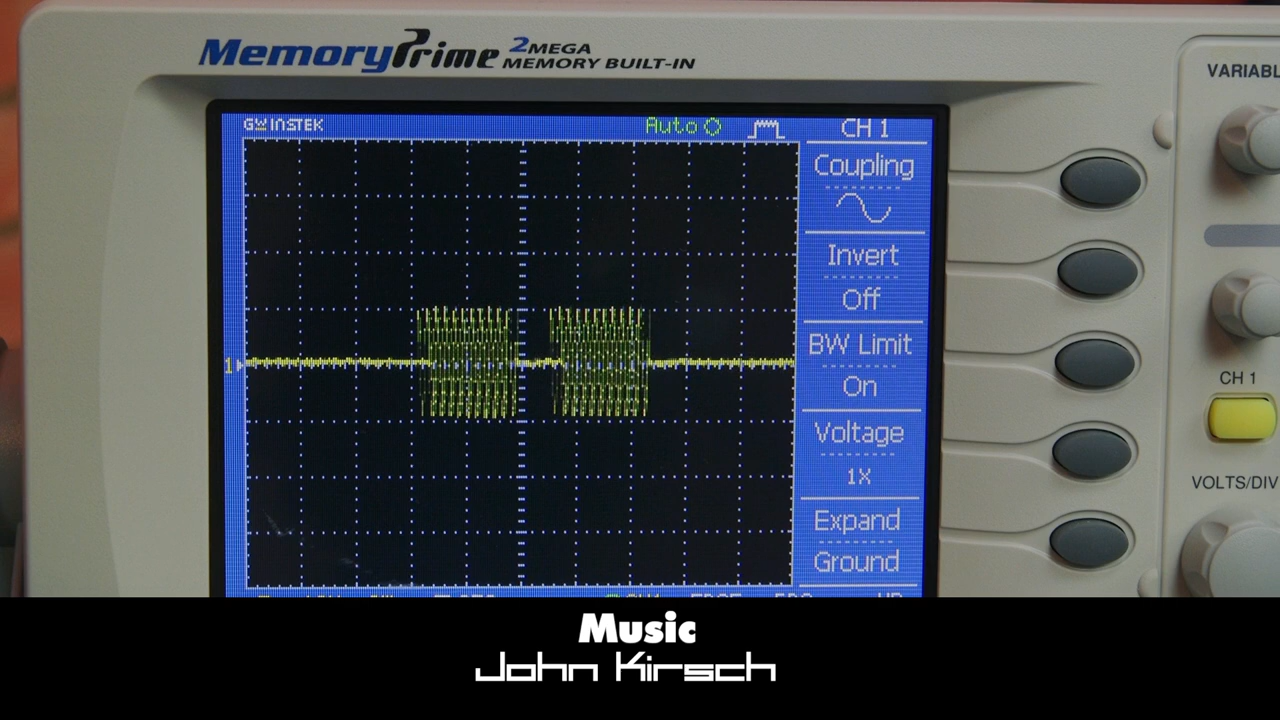 MemoryPrime 2MEGA
MEMORY BUILT-IN
VARIABL
GW INSTEK
Auto
CH 1
Coupling
Invert
Off
BW Limit
On
CH 1
Voltage
1X
VOLTS/DIV
Expand
Ground
1
Music
John Kirsch